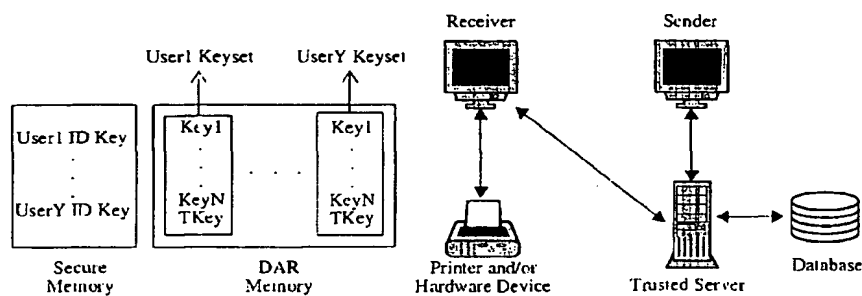 Receiver
Sender
User1 Keyset
UserY Keyset
User1 ID Key
UserY ID Key
Key1
KeyN
TKey
Key1
KeyN
TKey
Secure
Memory
DAR
Memory
Printer and/or
Hardware Device
Trusted Server
Database